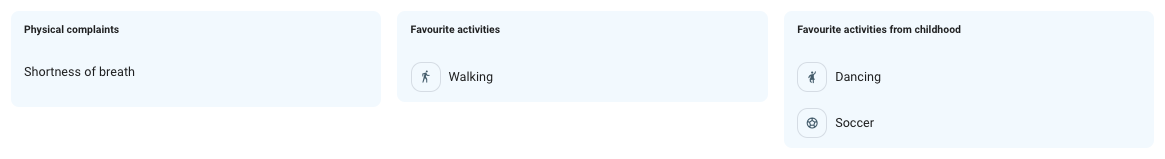 Physical complaints
Shortness of breath
Favourite activities
Walking
Favourite activities from childhood
Dancing
Soccer